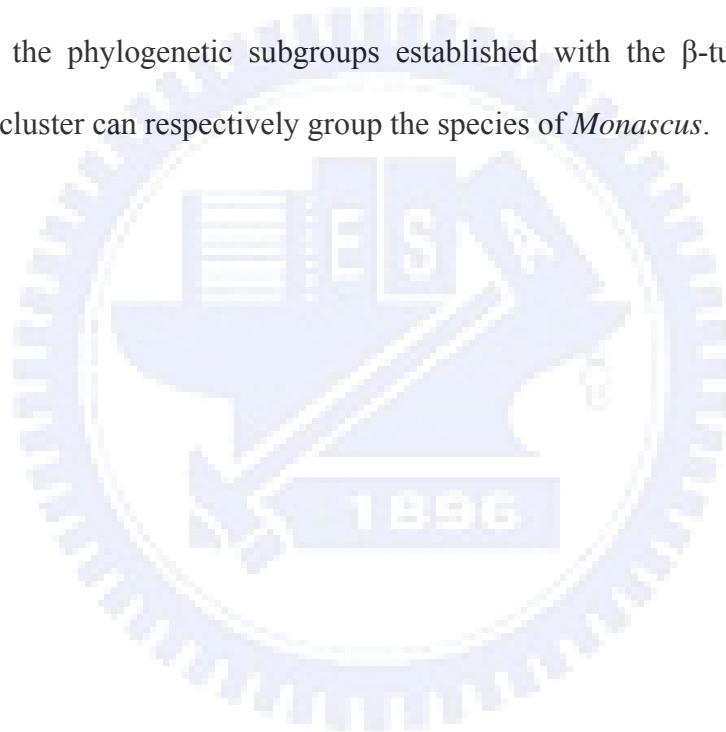 the phylogenetic subgroups established with the β-tu
cluster can respectively group the species of Monascus.
E S A
1896